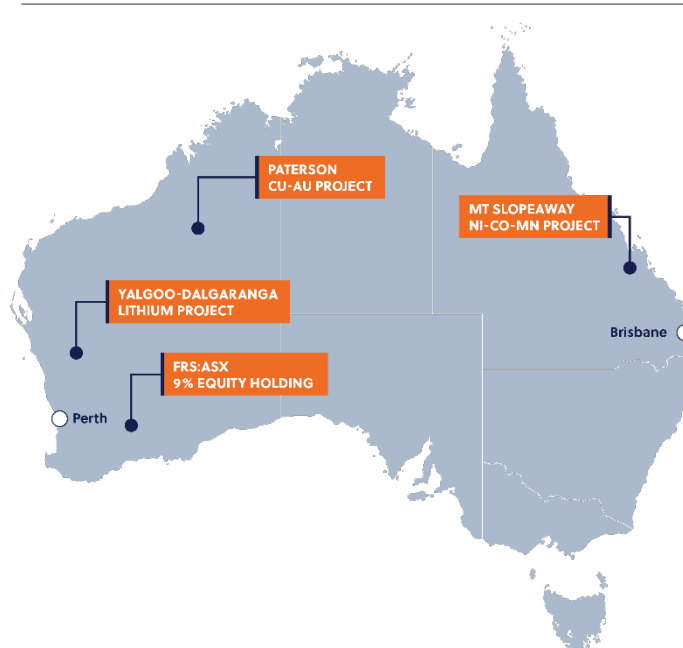 PATERSON
CU-AU PROJECT
MT SLOPEAWAY
NI-CO-MN PROJECT
YALGOO-DALGARANGA
LITHIUM PROJECT
Brisbane
FRS:ASX
9% EQUITY HOLDING
Perth